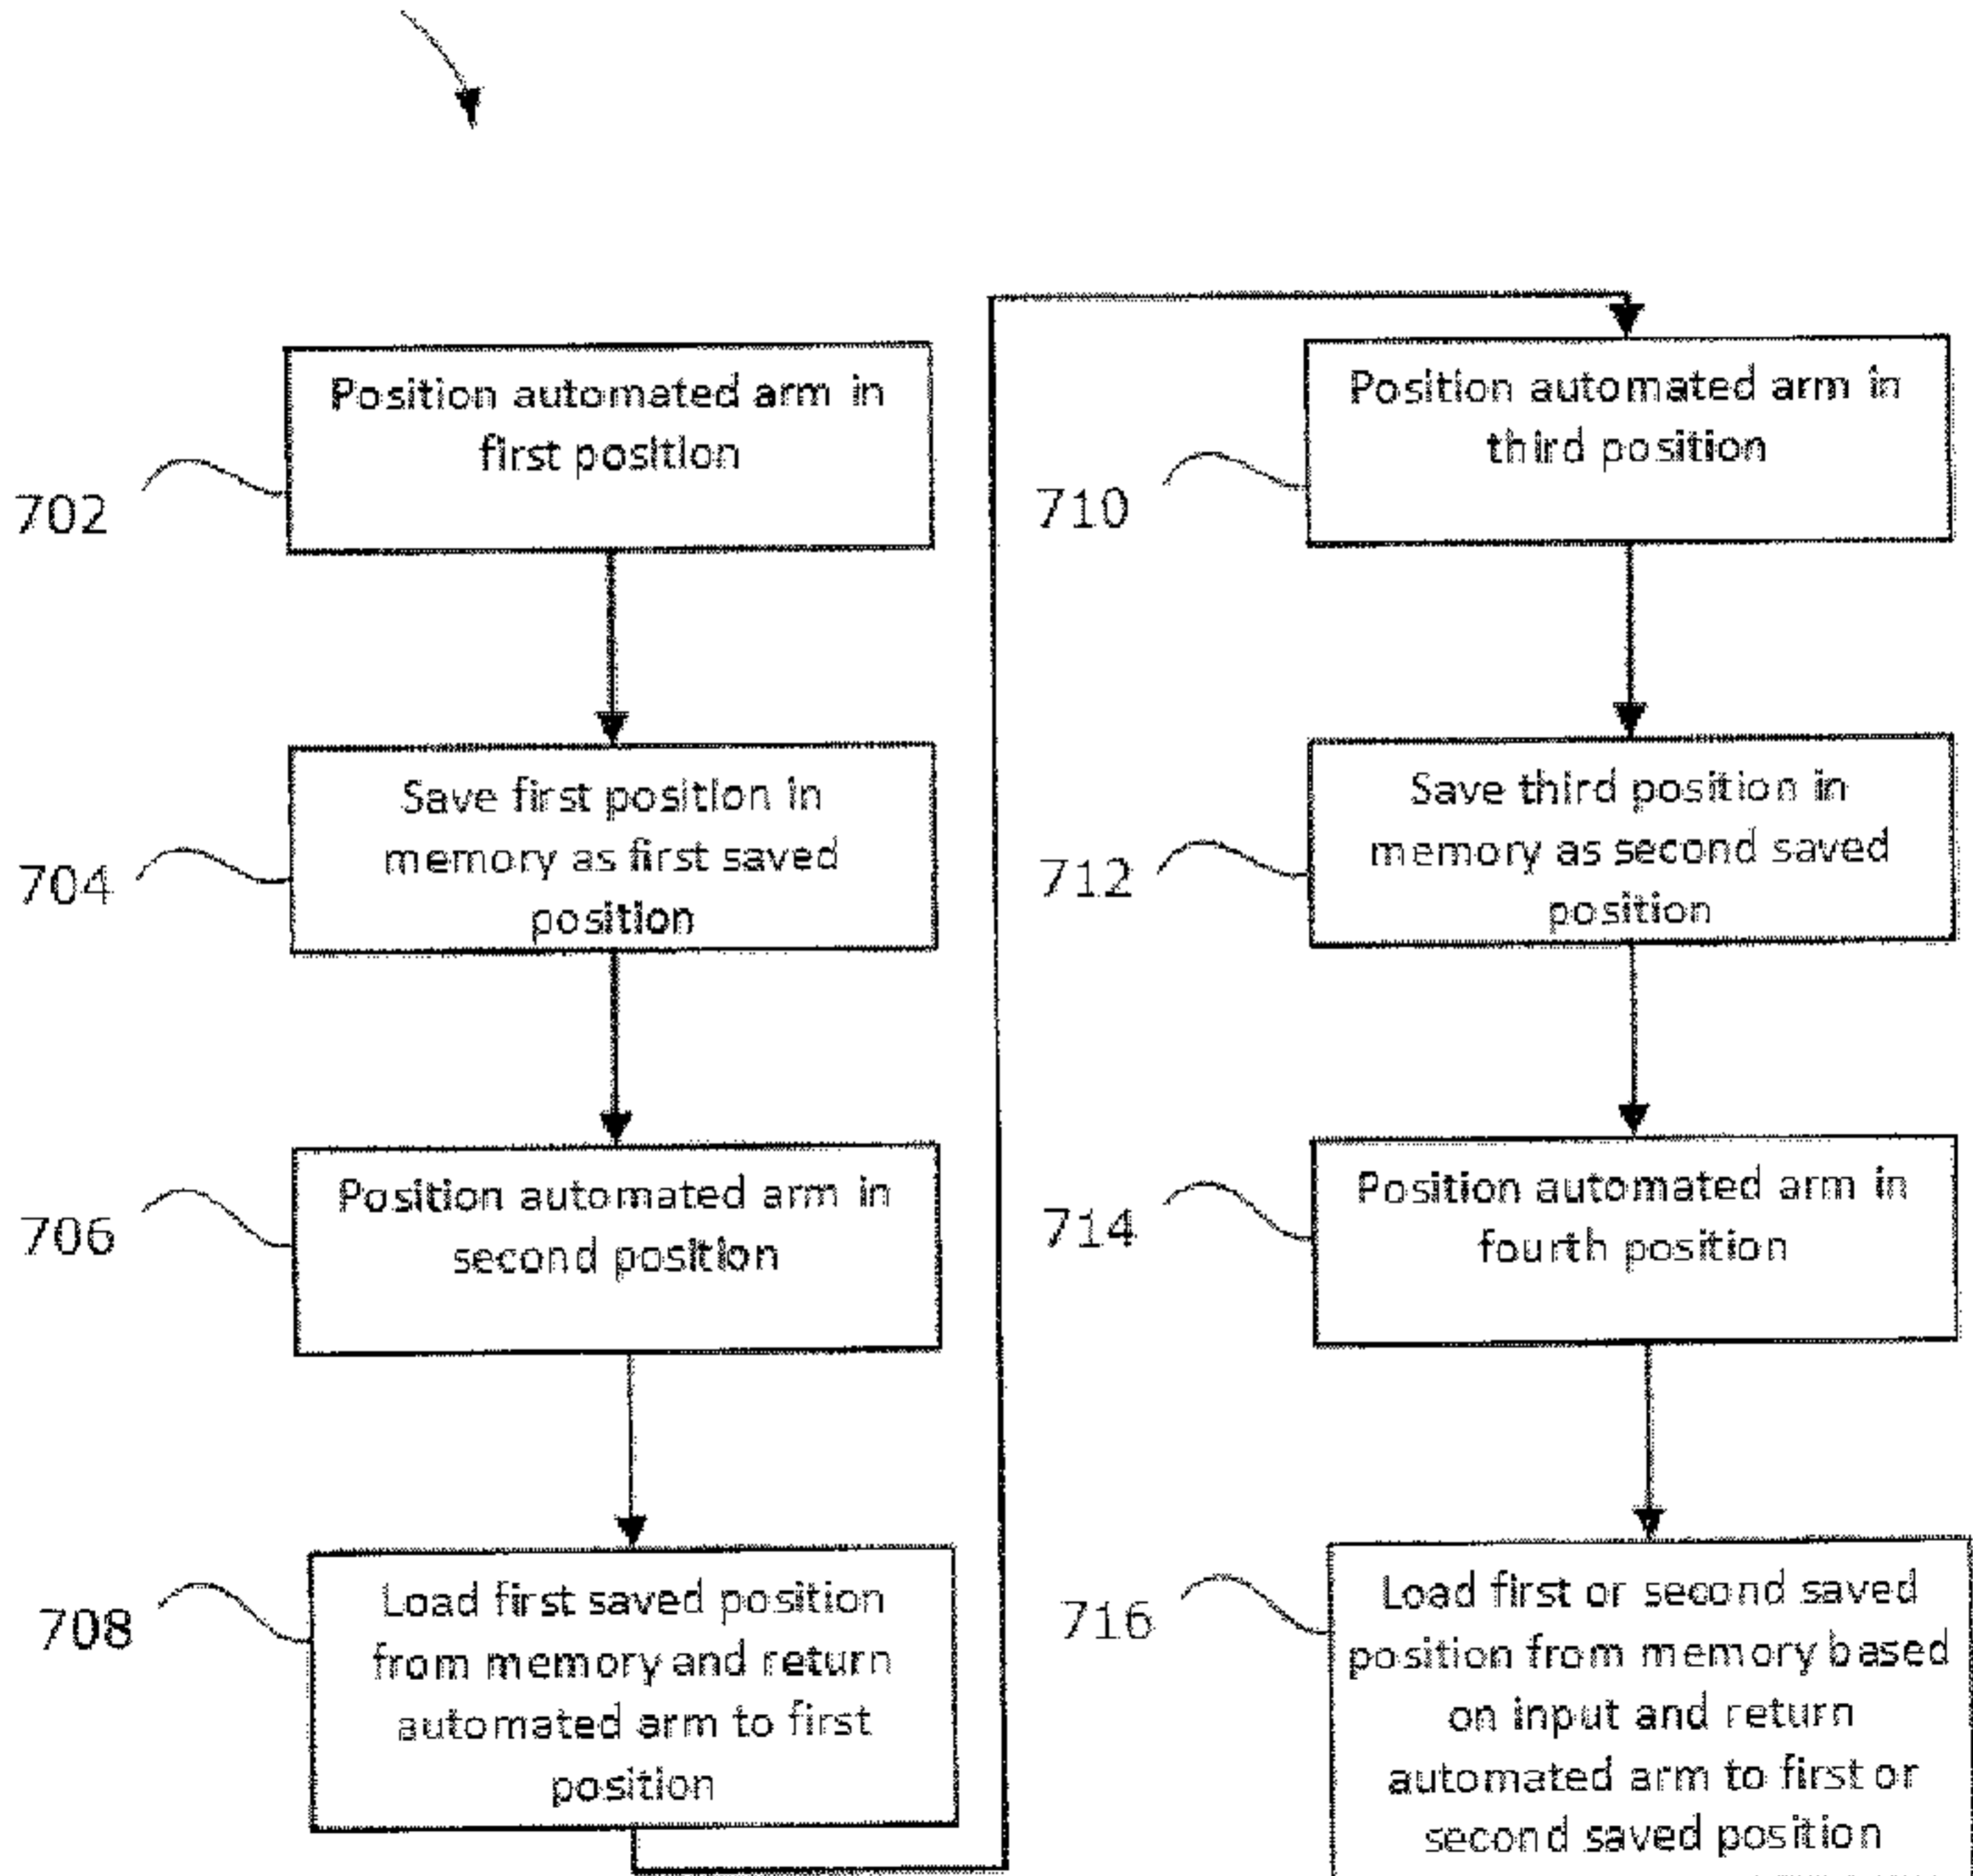 Position automated arm in
first position
702
Save first position in
memory as first saved
position
704
Position automated arm in
second position
706
Load first saved position
from memory and return
automated arm to first
position
708
Position automated arm in
third position
710
Save third position in
memory as second saved
position
712
Position automated arm in
fourth position
714
Load first or second saved
position from memory based
on input and return
automated arm to first or
second saved position
716